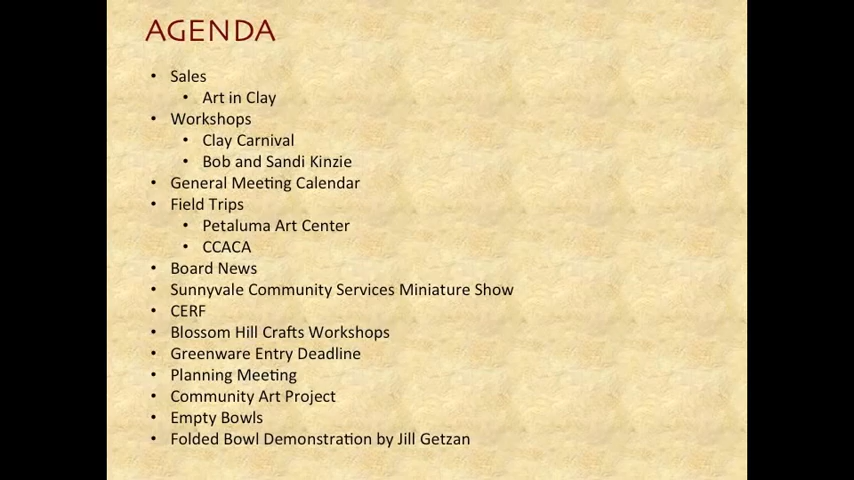 AGENDA
• Sales
• Art in Clay
• Workshops
• Clay Carnival
• Bob and Sandi Kinzie
• General Meeting Calendar
• Field Trips
• Petaluma Art Center
• CCACA
• Board News
• Sunnyvale Community Services Miniature Show
• CERF
• Blossom Hill Crafts Workshops
• Greenware Entry Deadline
• Planning Meeting
• Community Art Project
• Empty Bowls
• Folded Bowl Demonstration by Jill Getzan